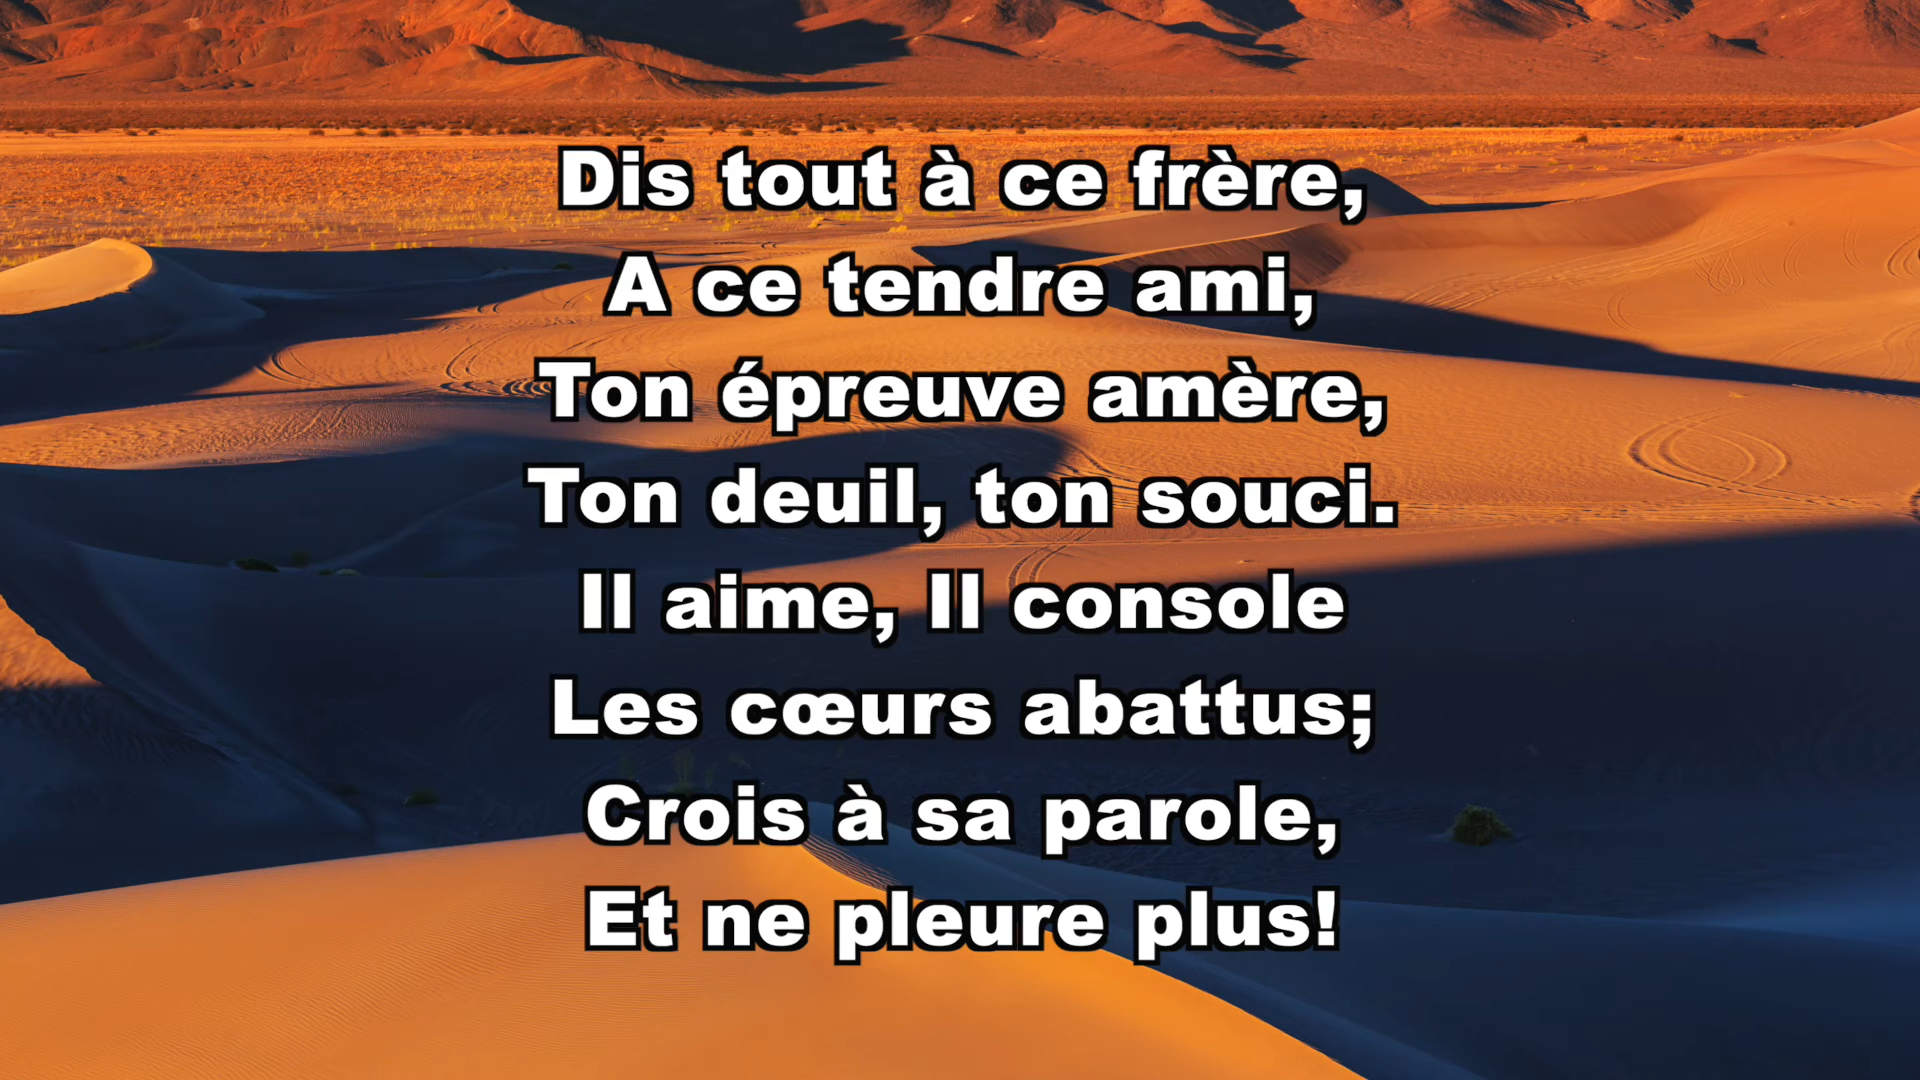 Dis tout à ce frère,
A ce tendre ami,
Ton épreuve amère,
Ton deuil, ton souci.
Il aime, Il console
Les cœurs abattus;
Crois à sa parole,
Et ne pleure plus!